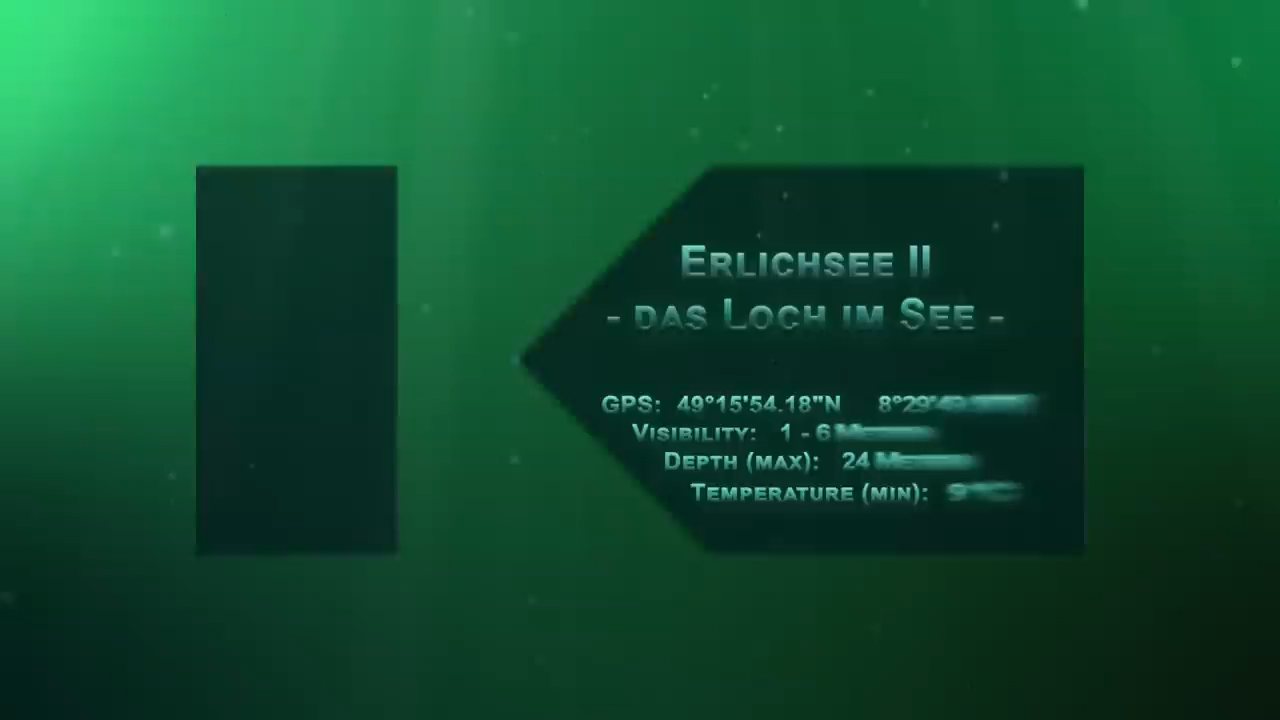 Erlichsee II
- das Loch im See -
GPS: 49°15'54.18"N 8°29'
Visibility: 1 - 6
Depth (max): 24
Temperature (min):